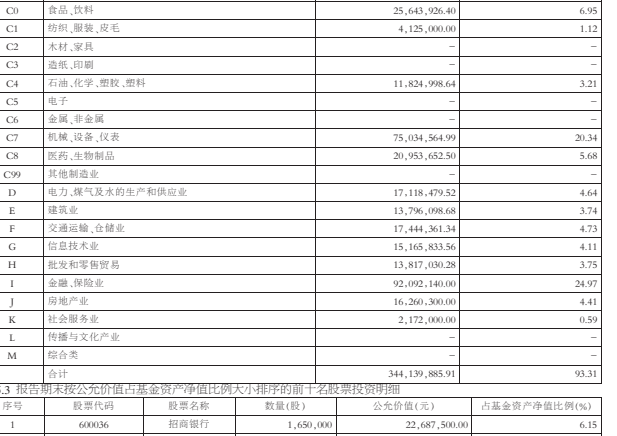 C0 食品、饮料 25,643,926.40 6.95
C1 纺织、服装、皮毛 4,125,000.00 1.12
C2 木材、家具 － －
C3 造纸、印刷 － －
C4 石油、化学、塑胶、塑料 11,824,998.64 3.21
C5 电子 － －
C6 金属、非金属 － －
C7 机械、设备、仪表 75,034,564.99 20.34
C8 医药、生物制品 20,953,652.50 5.68
C99 其他制造业 － －
D 电力、煤气及水的生产和供应业 17,118,479.52 4.64
E 建筑业 13,796,098.68 3.74
F 交通运输、仓储业 17,444,361.34 4.73
G 信息技术业 15,165,833.56 4.11
H 批发和零售贸易 13,817,030.28 3.75
I 金融、保险业 92,092,140.00 24.97
J 房地产业 16,260,300.00 4.41
K 社会服务业 2,172,000.00 0.59
L 传播与文化产业 － －
M 综合类 － －
合计 344,139,885.91 93.31
.3 报告期末按公允价值占基金资产净值比例大小排序的前十名股票投资明细
序号 股票代码 股票名称 数量(股) 公允价值(元) 占基金资产净值比例(%)
1 600036 招商银行 1,650,000 22,687,500.00 6.15